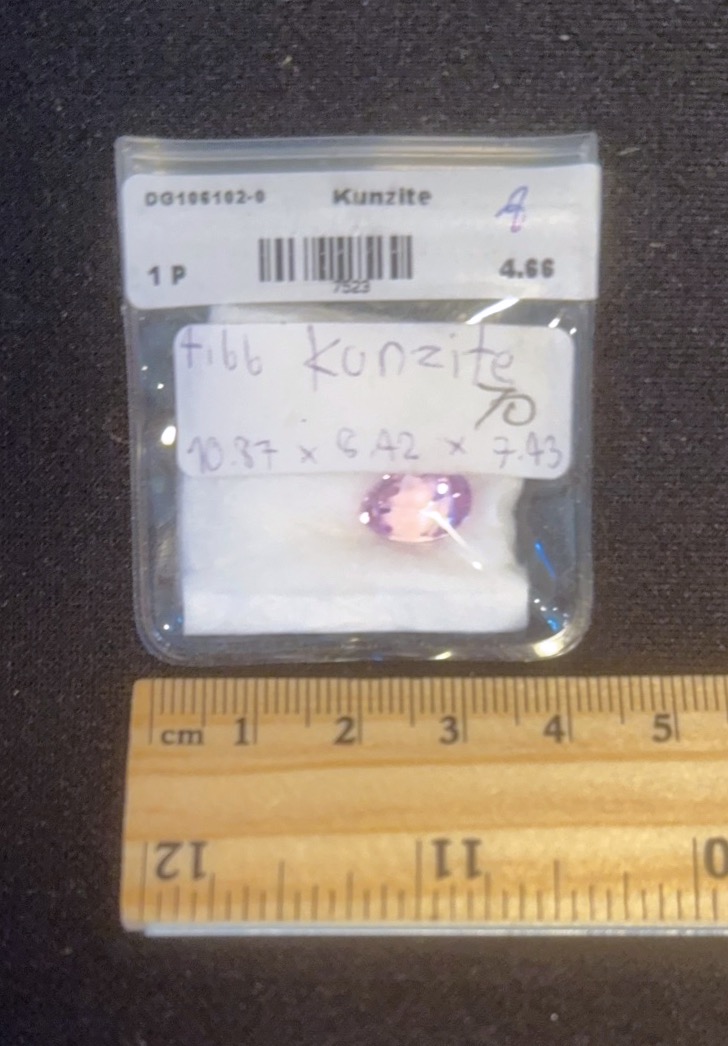 DG106102-0 Kunzite
1 P 4.66
7523
4.66 Kunzite
70
10.87 x 8.42 x 7.43
cm 1 2 3 4 5
12 11 10